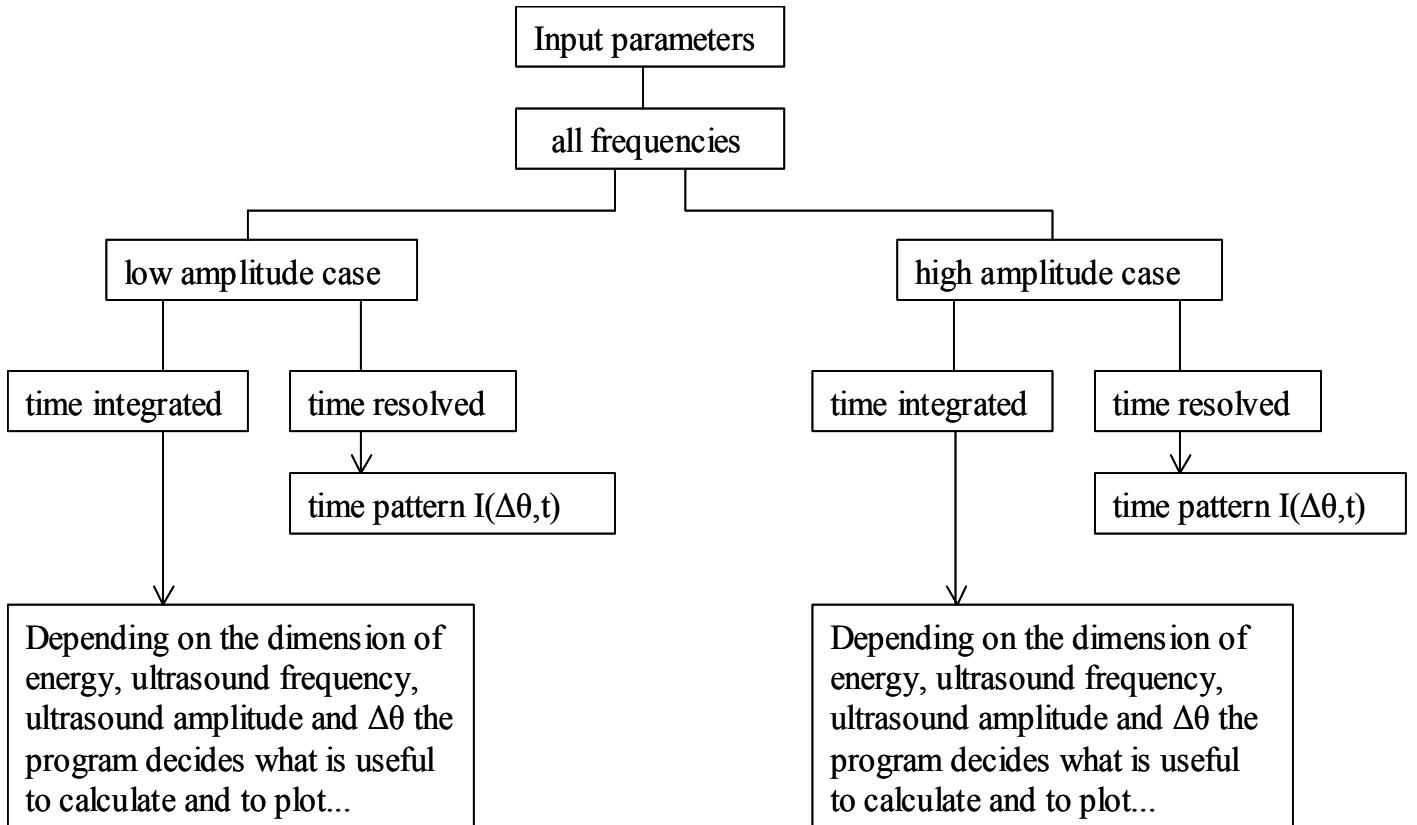 Input parameters
all frequencies
low amplitude case
high amplitude case
time integrated
time resolved
time integrated
time resolved
time pattern I(Δθ,t)
time pattern I(Δθ,t)
Depending on the dimension of
energy, ultrasound frequency,
ultrasound amplitude and Δθ the
program decides what is useful
to calculate and to plot...
Depending on the dimension of
energy, ultrasound frequency,
ultrasound amplitude and Δθ the
program decides what is useful
to calculate and to plot...